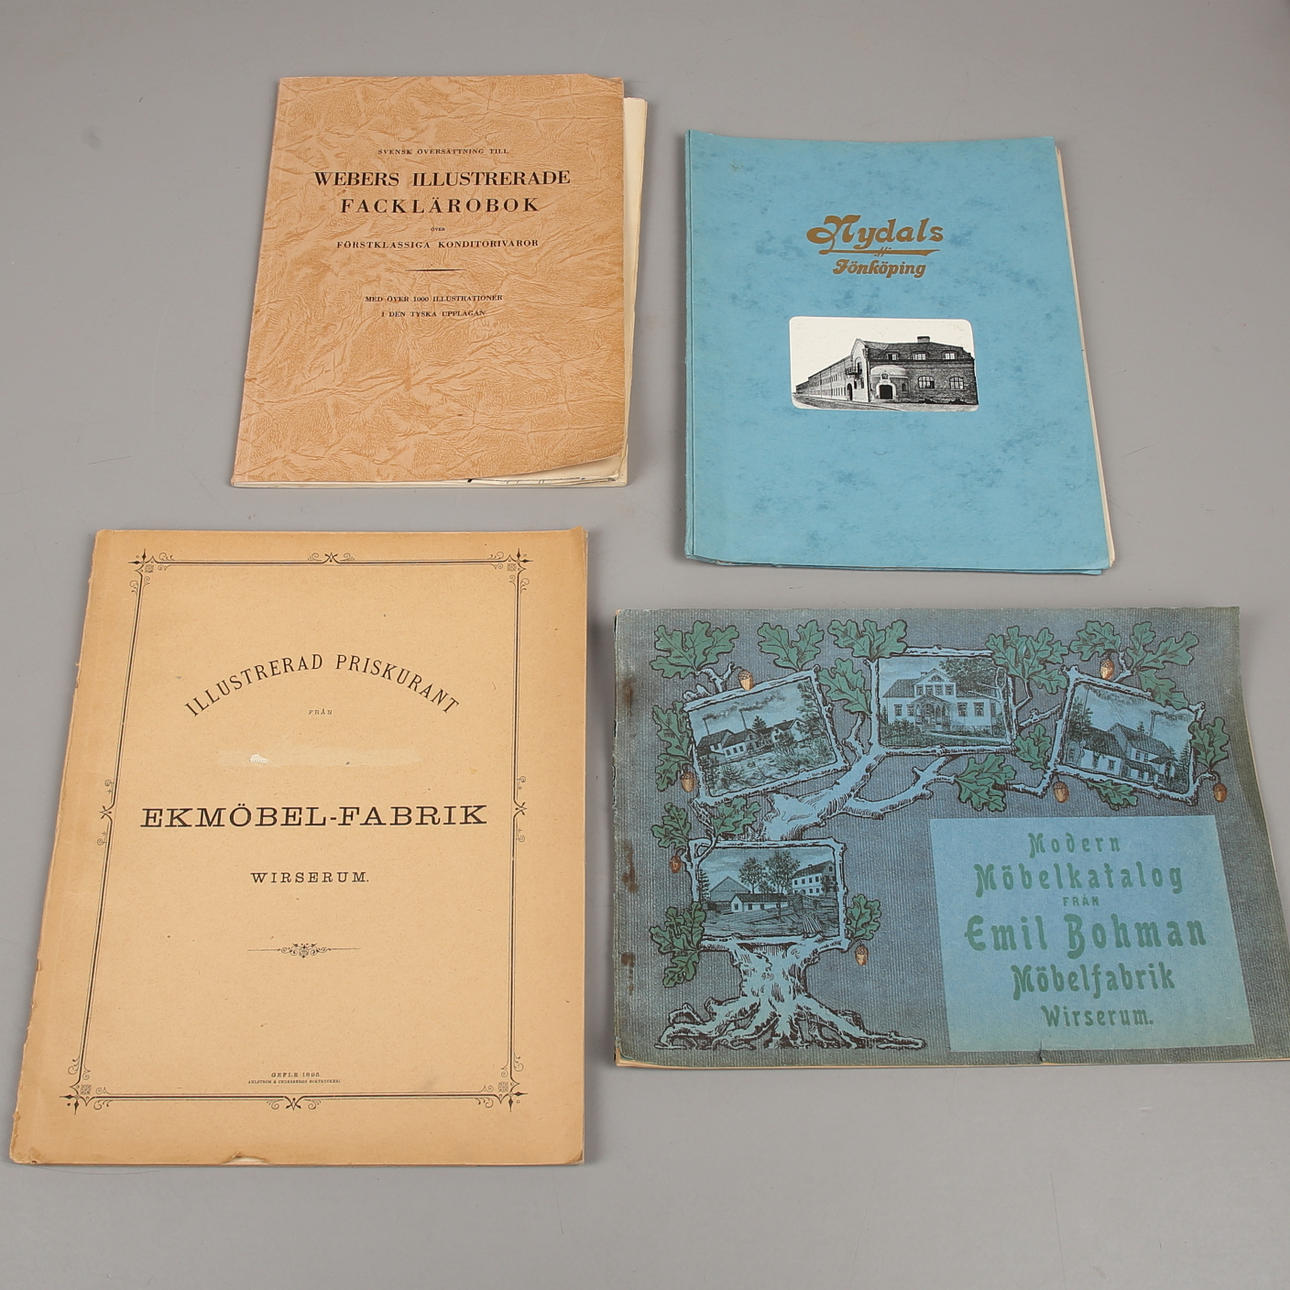 SVENSK ÖVERSÄTTNING TILL
WEBERS ILLUSTRERADE
FACKLÄROBOK
ÖVER
FÖRSTKLASSIGA KONDITORIVAROR
MED ÖVER 1000 ILLUSTRATIONER
I DEN TYSKA UPPLAGAN
Nydals
Jönköping
ILLUSTRERAD PRISKURANT
FRÅN
EKMÖBEL-FABRIK
WIRSERUM.
GEFLE
Modern
Möbelkatalog
FRÅN
Emil Bohman
Möbelfabrik
Wirserum.